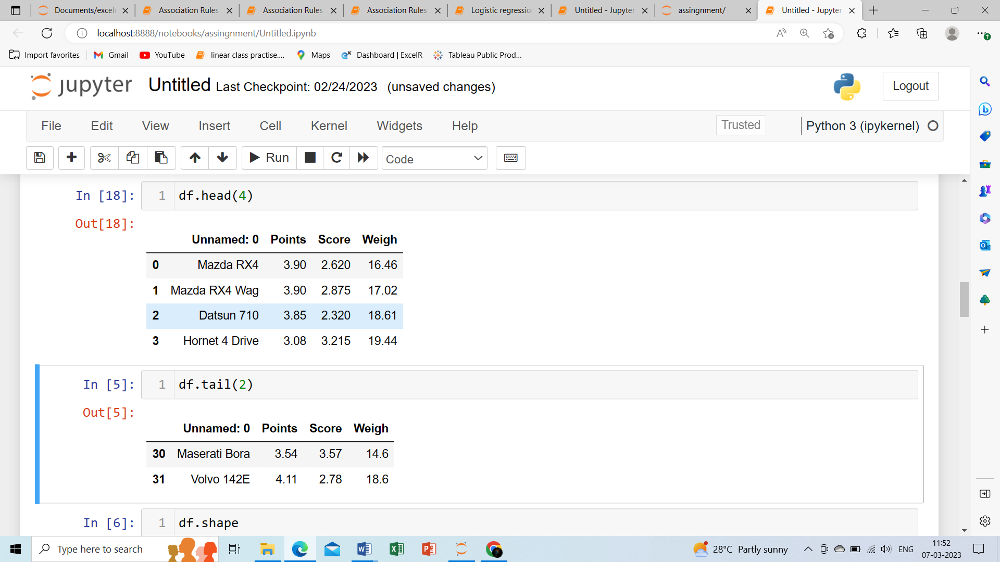 Documents/excelr
Association Rules
Association Rules
Association Rules
Logistic regression
Untitled - Jupyter
assingnment/
Untitled - Jupyter
localhost:8888/notebooks/assingnment/Untitled.ipynb
Import favorites
Gmail
YouTube
linear class practise....
Maps
Dashboard | ExcelR
Tableau Public Prod...
jupyter Untitled Last Checkpoint: 02/24/2023 (unsaved changes)
Logout
File Edit View Insert Cell Kernel Widgets Help
Trusted
Python 3 (ipykernel)
Run
Code
In [18]: 1 df.head(4)
Out[18]:
Unnamed: 0 Points Score Weigh
0 Mazda RX4 3.90 2.620 16.46
1 Mazda RX4 Wag 3.90 2.875 17.02
2 Datsun 710 3.85 2.320 18.61
3 Hornet 4 Drive 3.08 3.215 19.44
In [5]: 1 df.tail(2)
Out[5]:
Unnamed: 0 Points Score Weigh
30 Maserati Bora 3.54 3.57 14.6
31 Volvo 142E 4.11 2.78 18.6
In [6]: 1 df.shape
Type here to search
28°C Partly sunny
ENG
11:52
07-03-2023